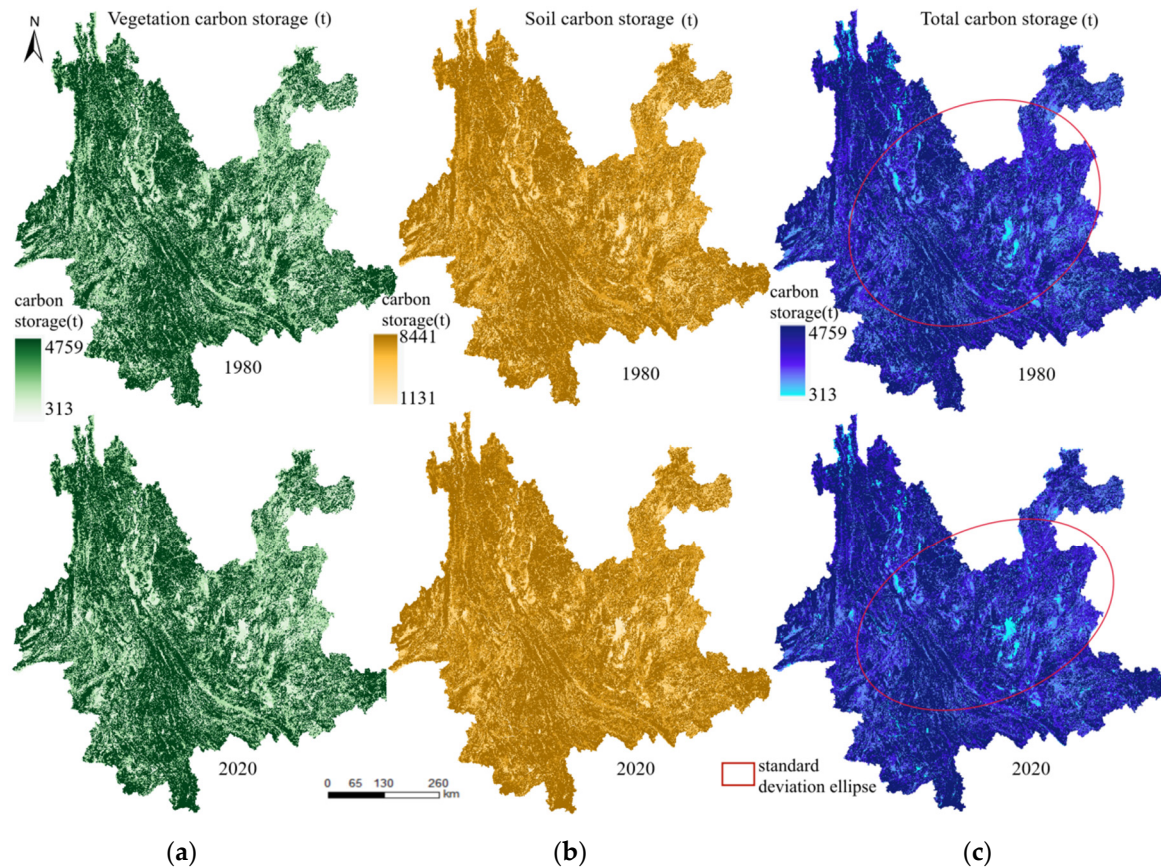 N
Vegetation carbon storage (t)
Soil carbon storage (t)
Total carbon storage (t)
carbon
storage(t)
4759
313
1980
carbon
storage(t)
8441
1131
1980
carbon
storage(t)
4759
313
1980
2020
0 65 130 260
km
2020
standard
deviation ellipse
2020
(a)
(b)
(c)